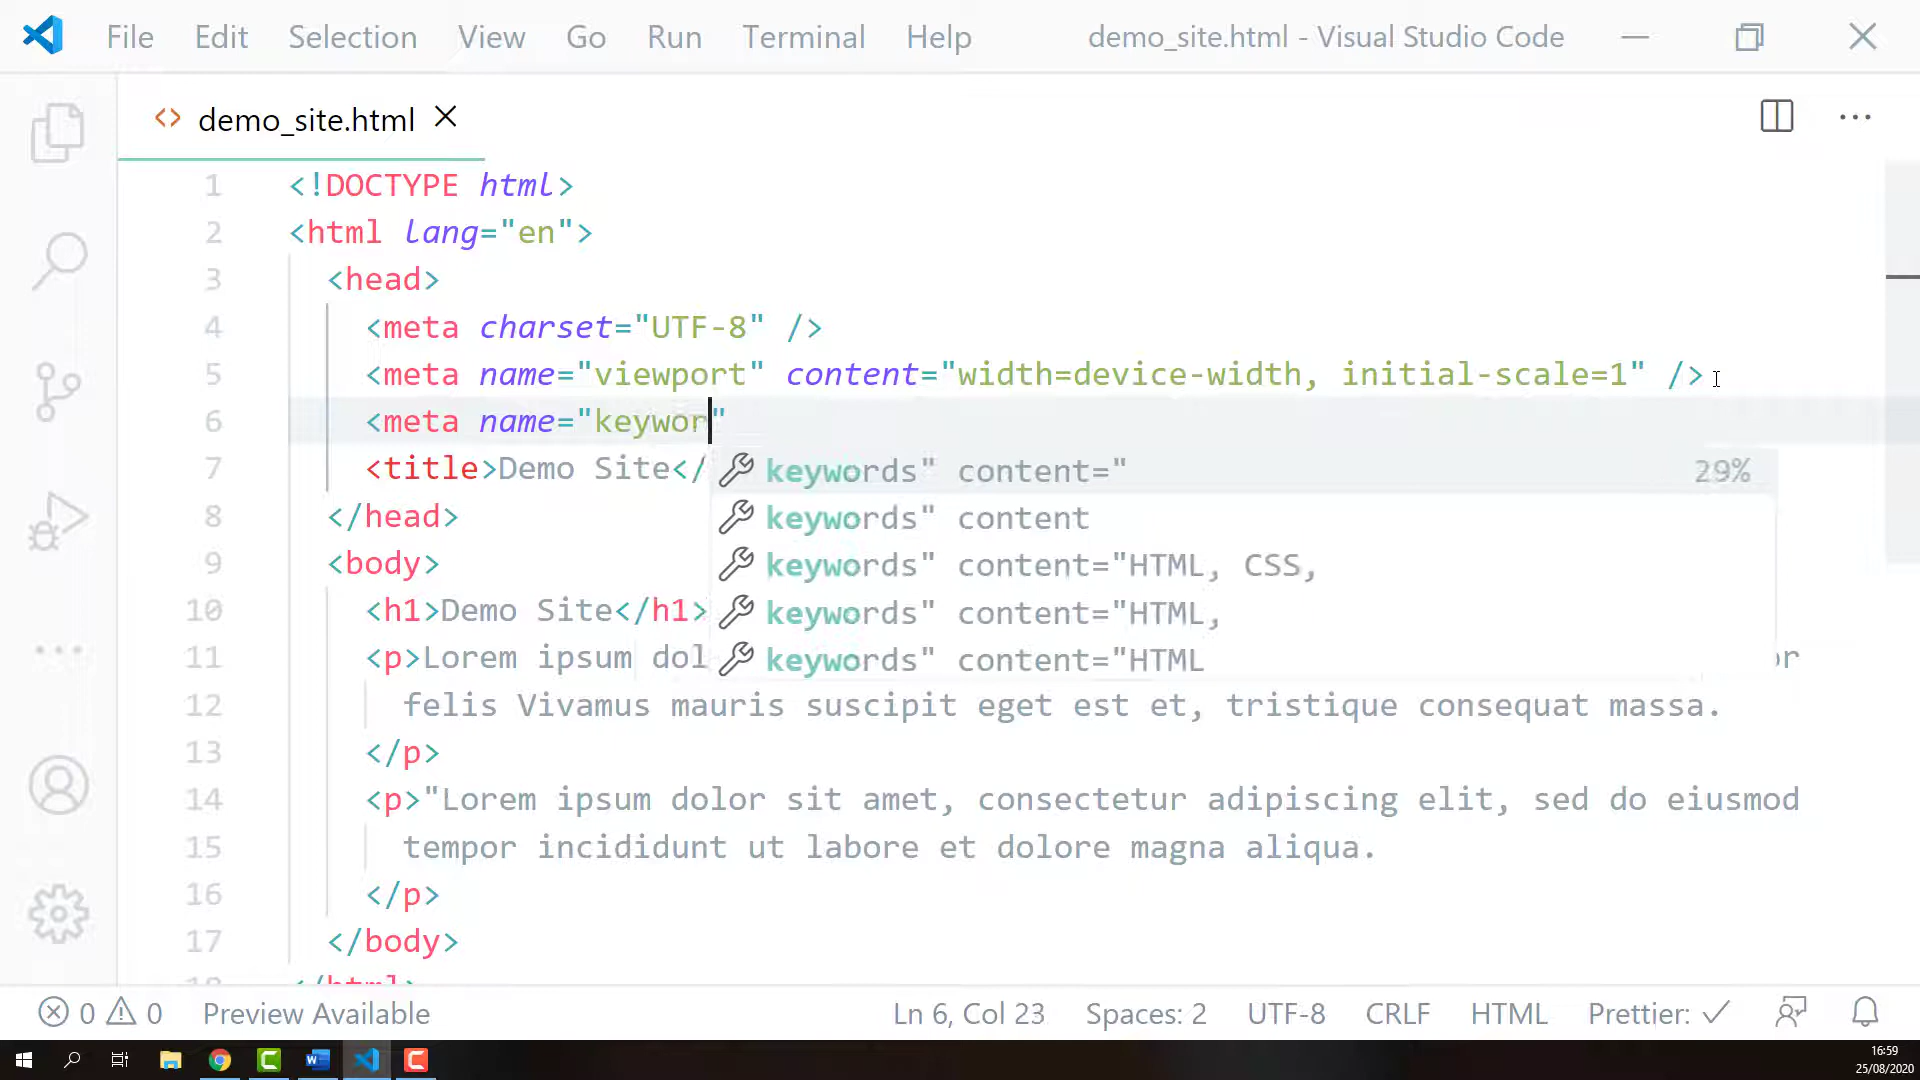 File Edit Selection View Go Run Terminal Help demo_site.html - Visual Studio Code
<> demo_site.html
1 <!DOCTYPE html>
2 <html lang="en">
3 <head>
4 <meta charset="UTF-8" />
5 <meta name="viewport" content="width=device-width, initial-scale=1" />
6 <meta name="keywor"
7 <title>Demo Site</
keywords" content=" 29%
8 </head>
keywords" content
9 <body>
keywords" content="HTML, CSS,
10 <h1>Demo Site</h1>
keywords" content="HTML,
11 <p>Lorem ipsum dol
keywords" content="HTML
12 felis Vivamus mauris suscipit eget est et, tristique consequat massa.
13 </p>
14 <p>"Lorem ipsum dolor sit amet, consectetur adipiscing elit, sed do eiusmod
15 tempor incididunt ut labore et dolore magna aliqua.
16 </p>
17 </body>
18 </html>
0 0 Preview Available Ln 6, Col 23 Spaces: 2 UTF-8 CRLF HTML Prettier: ✓
16:59
25/08/2020